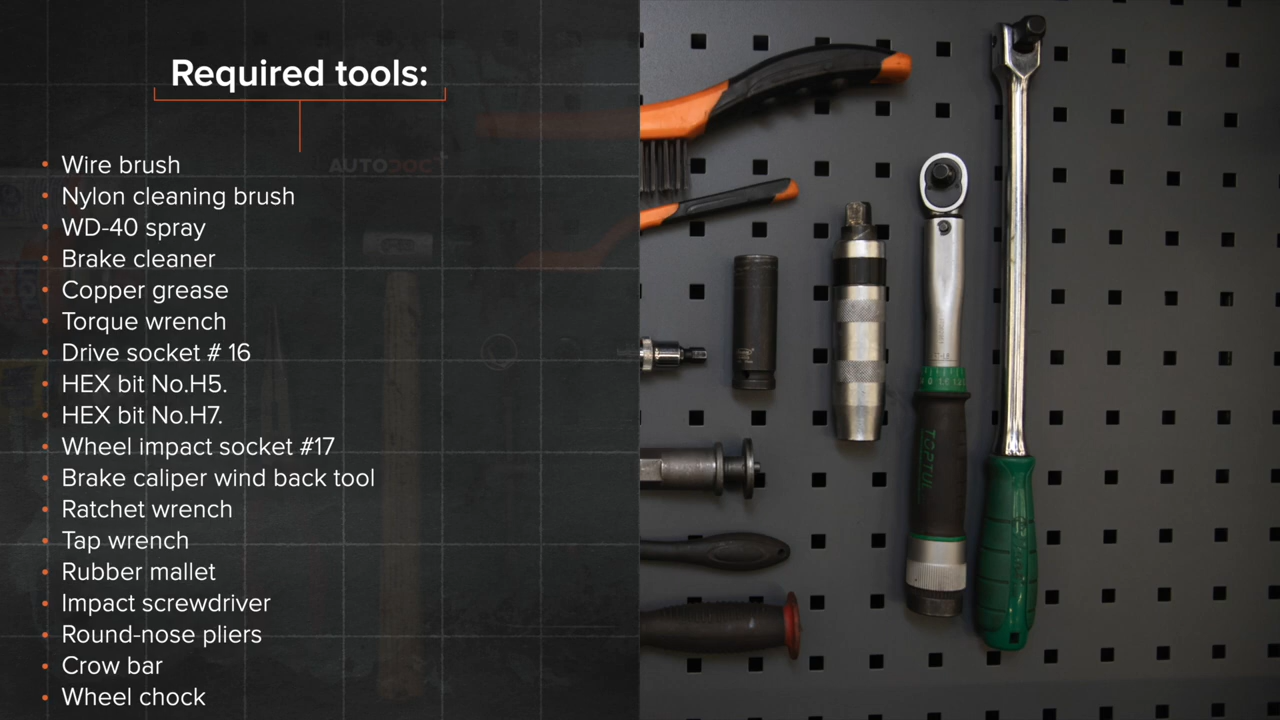 Required tools:
AUTODOC
Wire brush
Nylon cleaning brush
WD-40 spray
Brake cleaner
Copper grease
Torque wrench
Drive socket # 16
HEX bit No.H5.
HEX bit No.H7.
Wheel impact socket #17
Brake caliper wind back tool
Ratchet wrench
Tap wrench
Rubber mallet
Impact screwdriver
Round-nose pliers
Crow bar
Wheel chock
TOPTUL